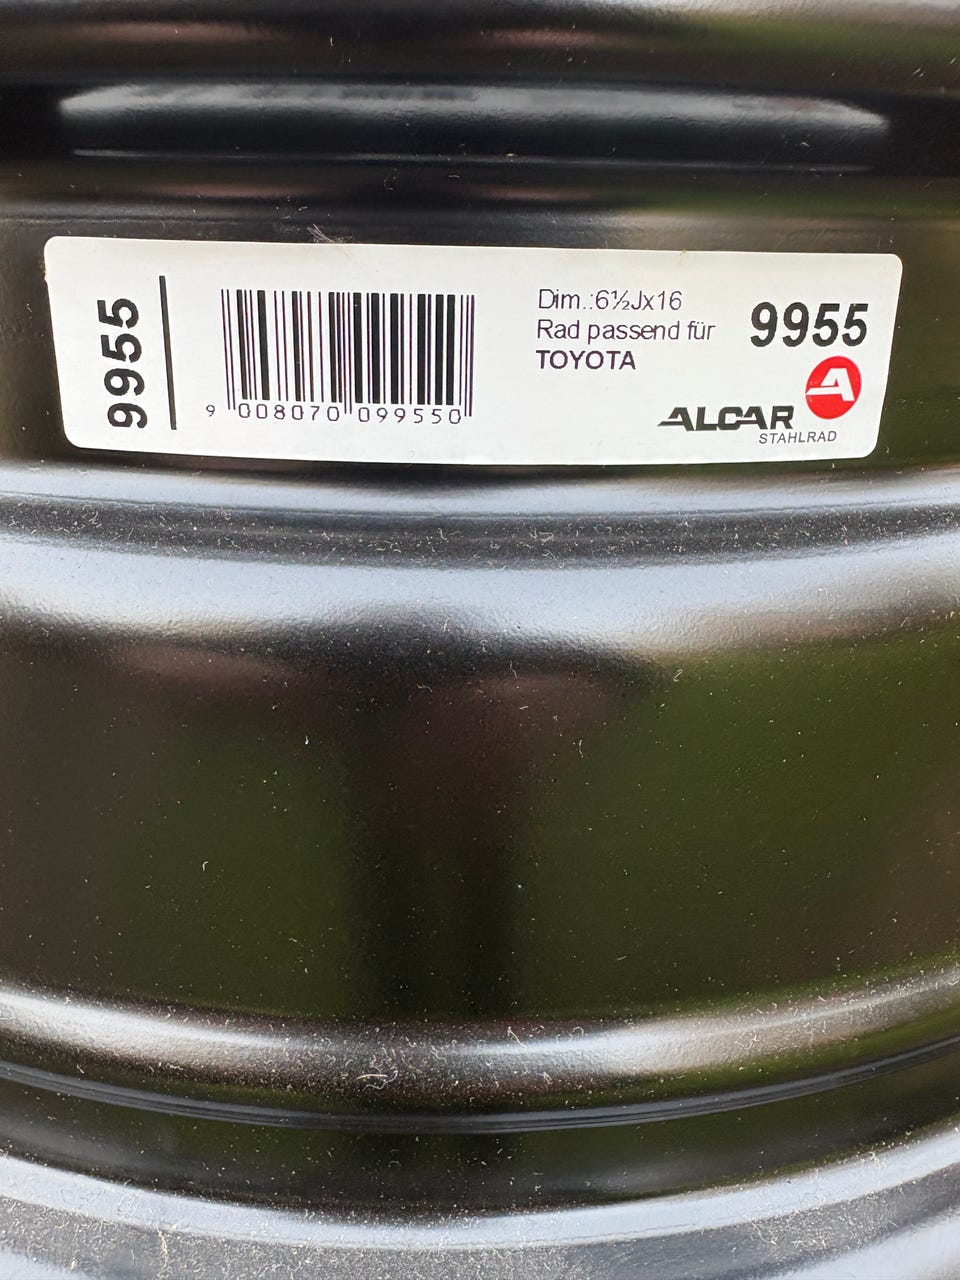 9955
9 008070 099550
Dim.:6½Jx16
Rad passend für
TOYOTA
9955
A
ALCAR
STAHLRAD